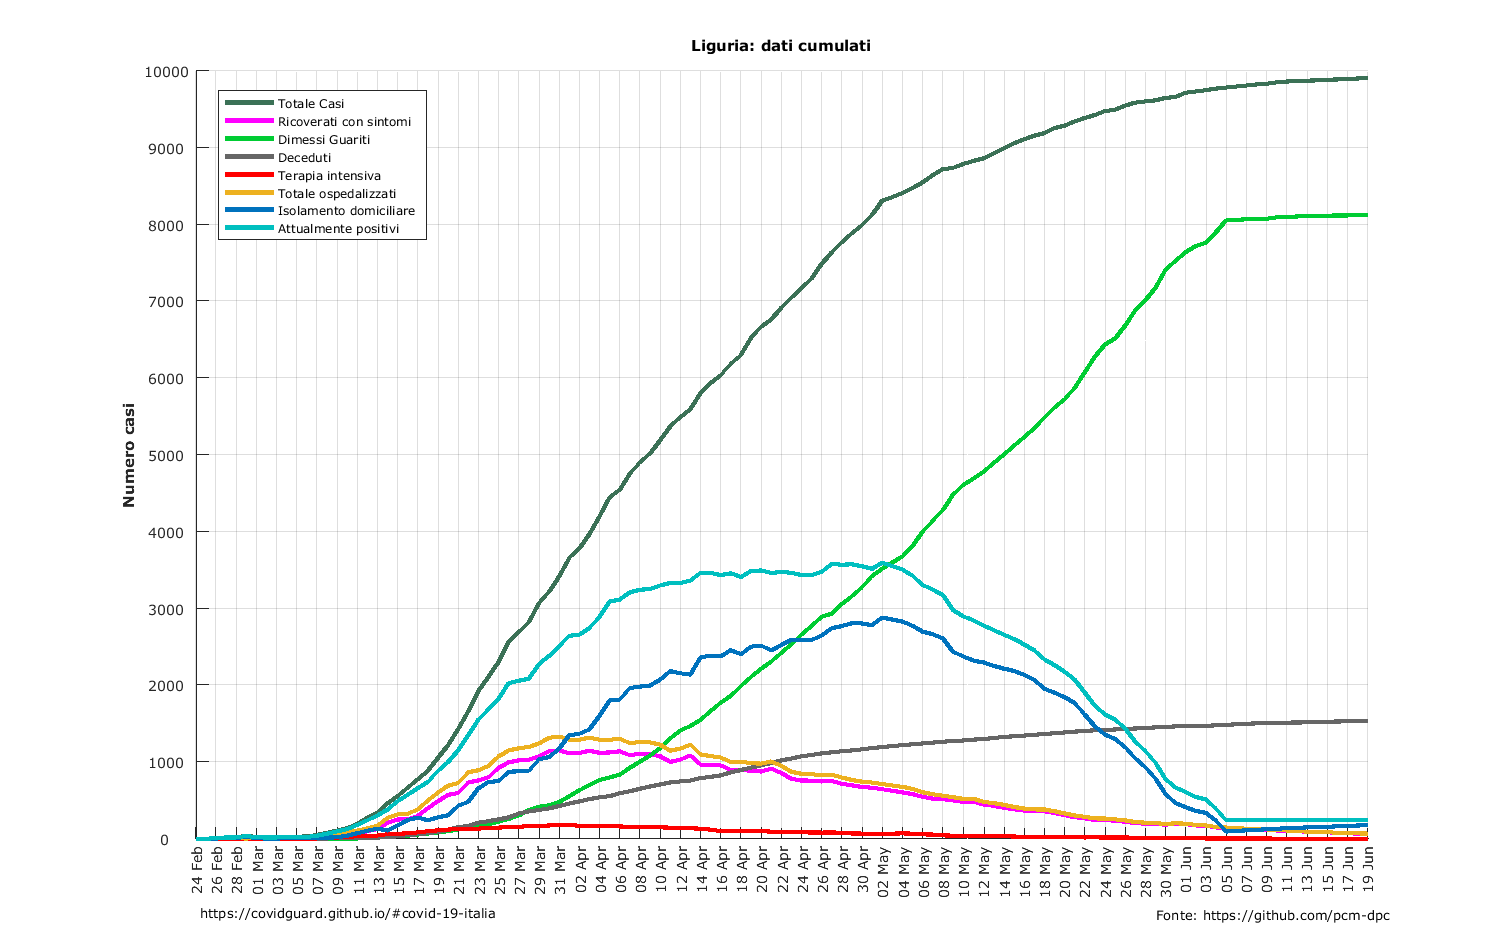 Liguria: dati cumulati
10000
9000
8000
7000
6000
5000
4000
3000
2000
1000
0
Numero casi
Totale Casi
Ricoverati con sintomi
Dimessi Guariti
Deceduti
Terapia intensiva
Totale ospedalizzati
Isolamento domiciliare
Attualmente positivi
24 Feb
26 Feb
28 Feb
01 Mar
03 Mar
05 Mar
07 Mar
09 Mar
11 Mar
13 Mar
15 Mar
17 Mar
19 Mar
21 Mar
23 Mar
25 Mar
27 Mar
29 Mar
31 Mar
02 Apr
04 Apr
06 Apr
08 Apr
10 Apr
12 Apr
14 Apr
16 Apr
18 Apr
20 Apr
22 Apr
24 Apr
26 Apr
28 Apr
30 Apr
02 May
04 May
06 May
08 May
10 May
12 May
14 May
16 May
18 May
20 May
22 May
24 May
26 May
28 May
30 May
01 Jun
03 Jun
05 Jun
07 Jun
09 Jun
11 Jun
13 Jun
15 Jun
17 Jun
19 Jun
https://covidguard.github.io/#covid-19-italia
Fonte: https://github.com/pcm-dpc